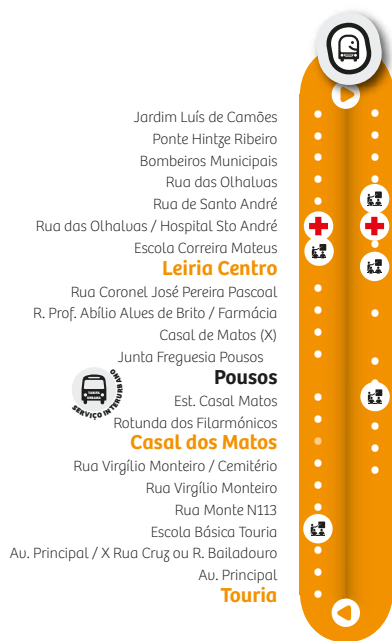 Jardim Luís de Camões
Ponte Hintze Ribeiro
Bombeiros Municipais
Rua das Olhalvas
Rua de Santo André
Rua das Olhalvas / Hospital Sto André
Escola Correira Mateus
Leiria Centro
Rua Coronel José Pereira Pascoal
R. Prof. Abílio Alves de Brito / Farmácia
Casal de Matos (X)
Junta Freguesia Pousos
Pousos
SERVIÇO INTERURBANO
Est. Casal Matos
Rotunda dos Filarmónicos
Casal dos Matos
Rua Virgílio Monteiro / Cemitério
Rua Virgílio Monteiro
Rua Monte N113
Escola Básica Touria
Av. Principal / X Rua Cruz ou R. Bailadouro
Av. Principal
Touria